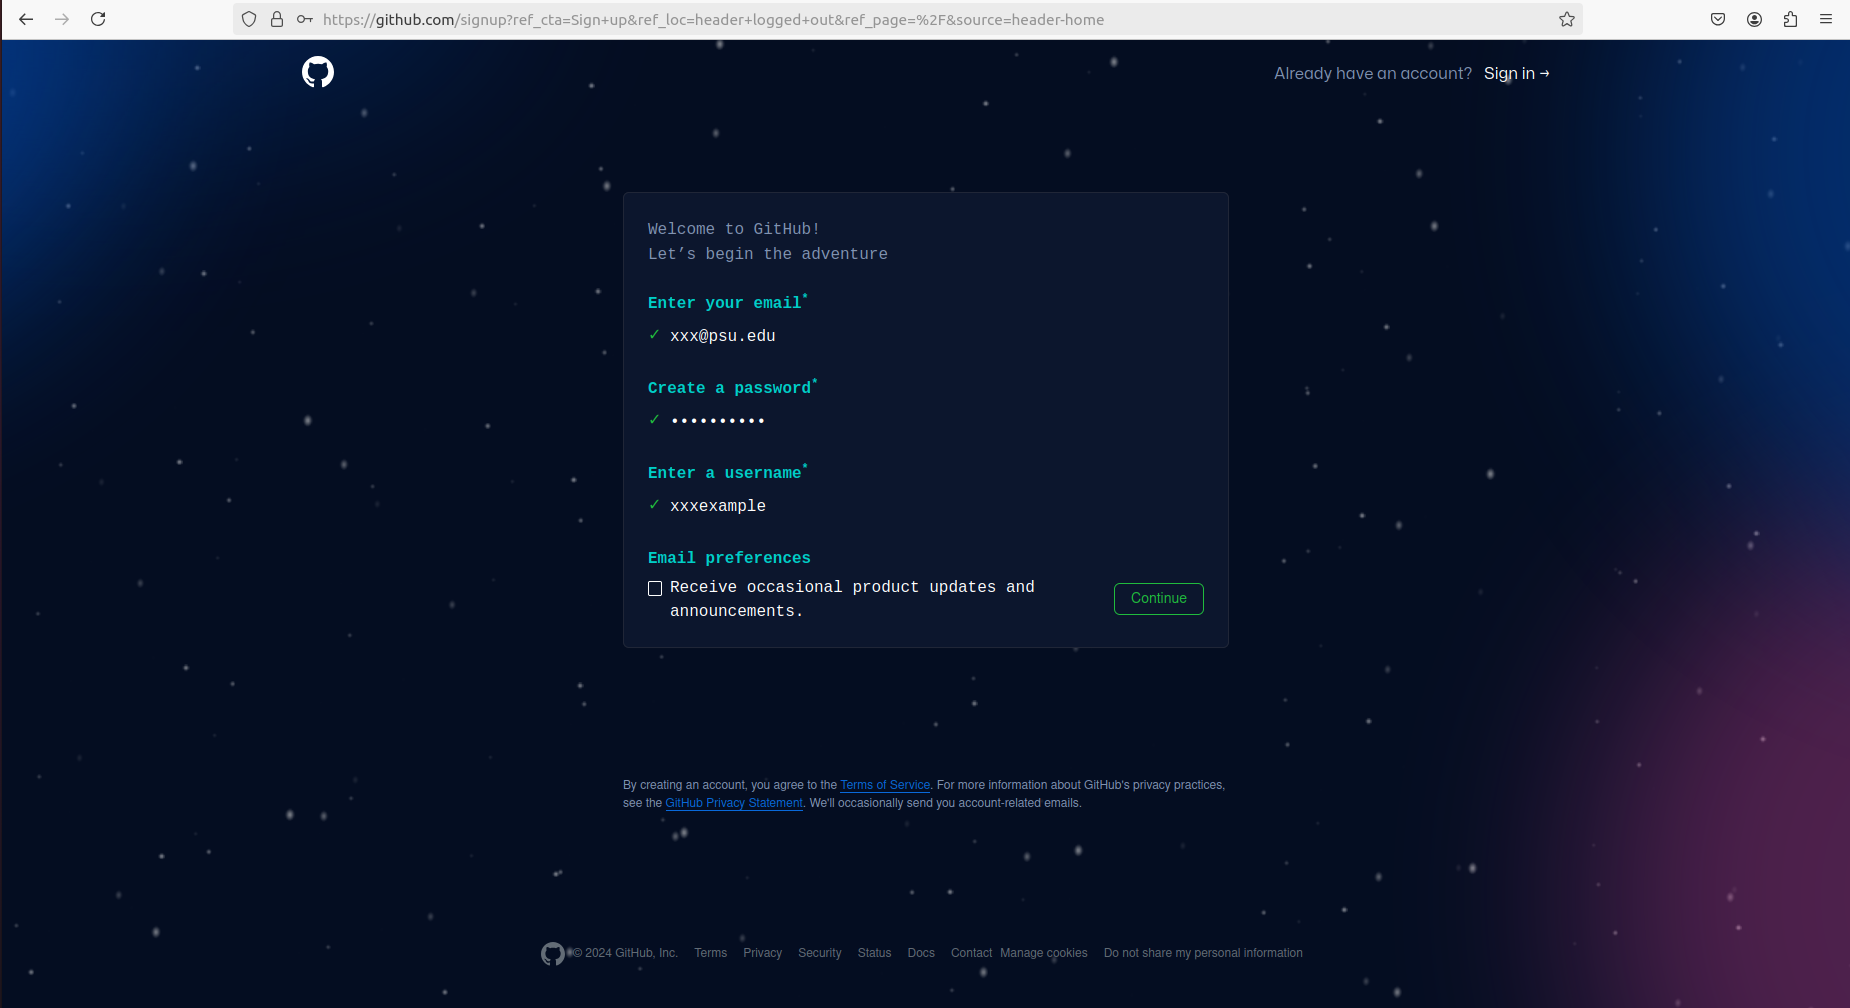 https://github.com/signup?ref_cta=Sign+up&ref_loc=header+logged+out&ref_page=%2F&source=header-home
Already have an account? Sign in →
Welcome to GitHub!
Let’s begin the adventure
Enter your email*
✓ xxx@psu.edu
Create a password*
✓ ••••••••••
Enter a username*
✓ xxxexample
Email preferences
Receive occasional product updates and
announcements.
Continue
By creating an account, you agree to the Terms of Service. For more information about GitHub's privacy practices,
see the GitHub Privacy Statement. We'll occasionally send you account-related emails.
© 2024 GitHub, Inc. Terms Privacy Security Status Docs Contact Manage cookies Do not share my personal information